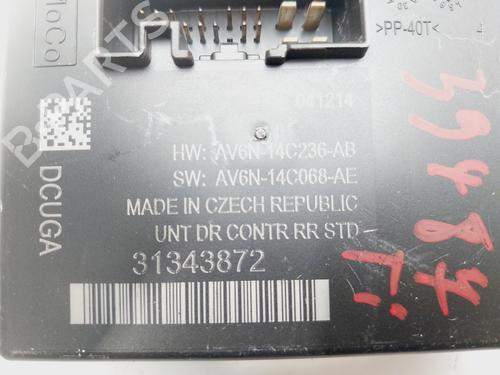 MoCo
>PP-40T<
041214
HW: AV6N-14C236-AB
SW: AV6N-14C068-AE
MADE IN CZECH REPUBLIC
UNT DR CONTR RR STD
31343872
DCUGA